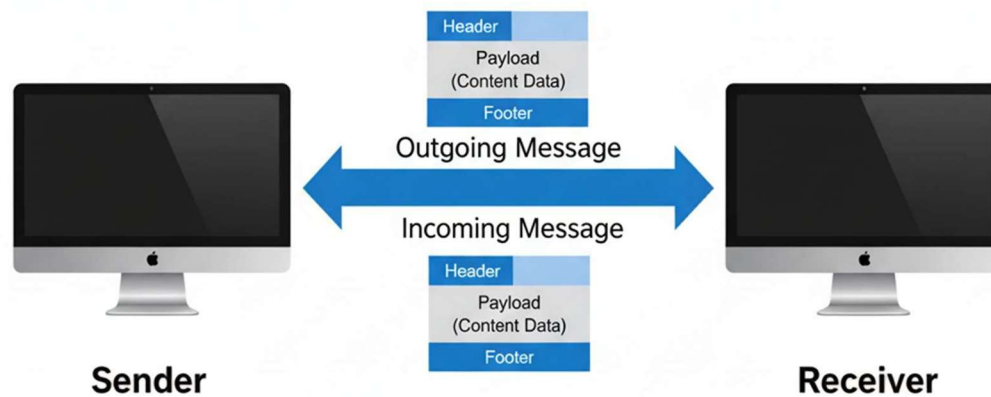 Header
Payload
(Content Data)
Footer
Outgoing Message
Incoming Message
Header
Payload
(Content Data)
Footer
Sender
Receiver